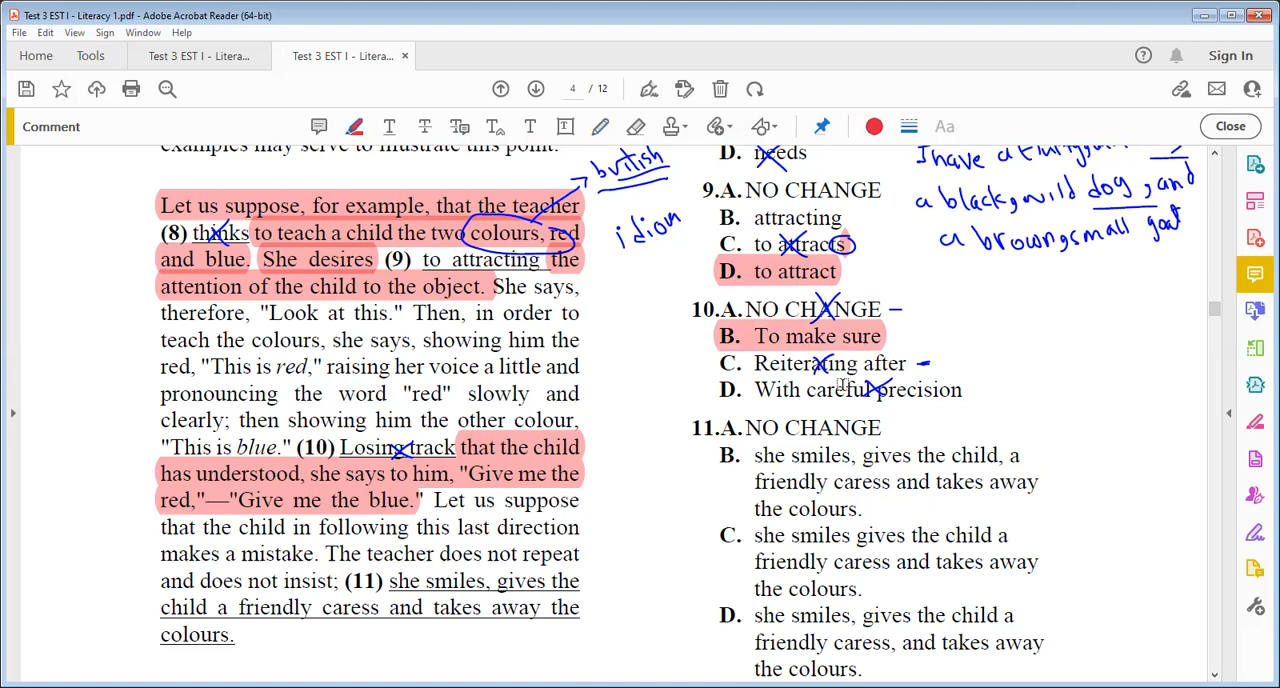 Test 3 EST I - Literacy 1.pdf - Adobe Acrobat Reader (64-bit)
File Edit View Sign Window Help
Home Tools Test 3 EST I - Litera... Test 3 EST I - Litera... × Sign In
4 / 12
Comment Close
examples may serve to illustrate this point.
Let us suppose, for example, that the teacher
(8) thinks to teach a child the two colours, red
and blue. She desires (9) to attracting the
attention of the child to the object. She says,
therefore, "Look at this." Then, in order to
teach the colours, she says, showing him the
red, "This is red," raising her voice a little and
pronouncing the word "red" slowly and
clearly; then showing him the other colour,
"This is blue." (10) Losing track that the child
has understood, she says to him, "Give me the
red,"—"Give me the blue." Let us suppose
that the child in following this last direction
makes a mistake. The teacher does not repeat
and does not insist; (11) she smiles, gives the
child a friendly caress and takes away the
colours.
british
idion
D. needs
9.A. NO CHANGE
B. attracting
C. to attracts
D. to attract
10.A. NO CHANGE
B. To make sure
C. Reiterating after
D. With careful precision
11.A. NO CHANGE
B. she smiles, gives the child, a
friendly caress and takes away
the colours.
C. she smiles gives the child a
friendly caress and takes away
the colours.
D. she smiles, gives the child a
friendly caress, and takes away
the colours.
I have a
a black wild dog, and
a brown small goat